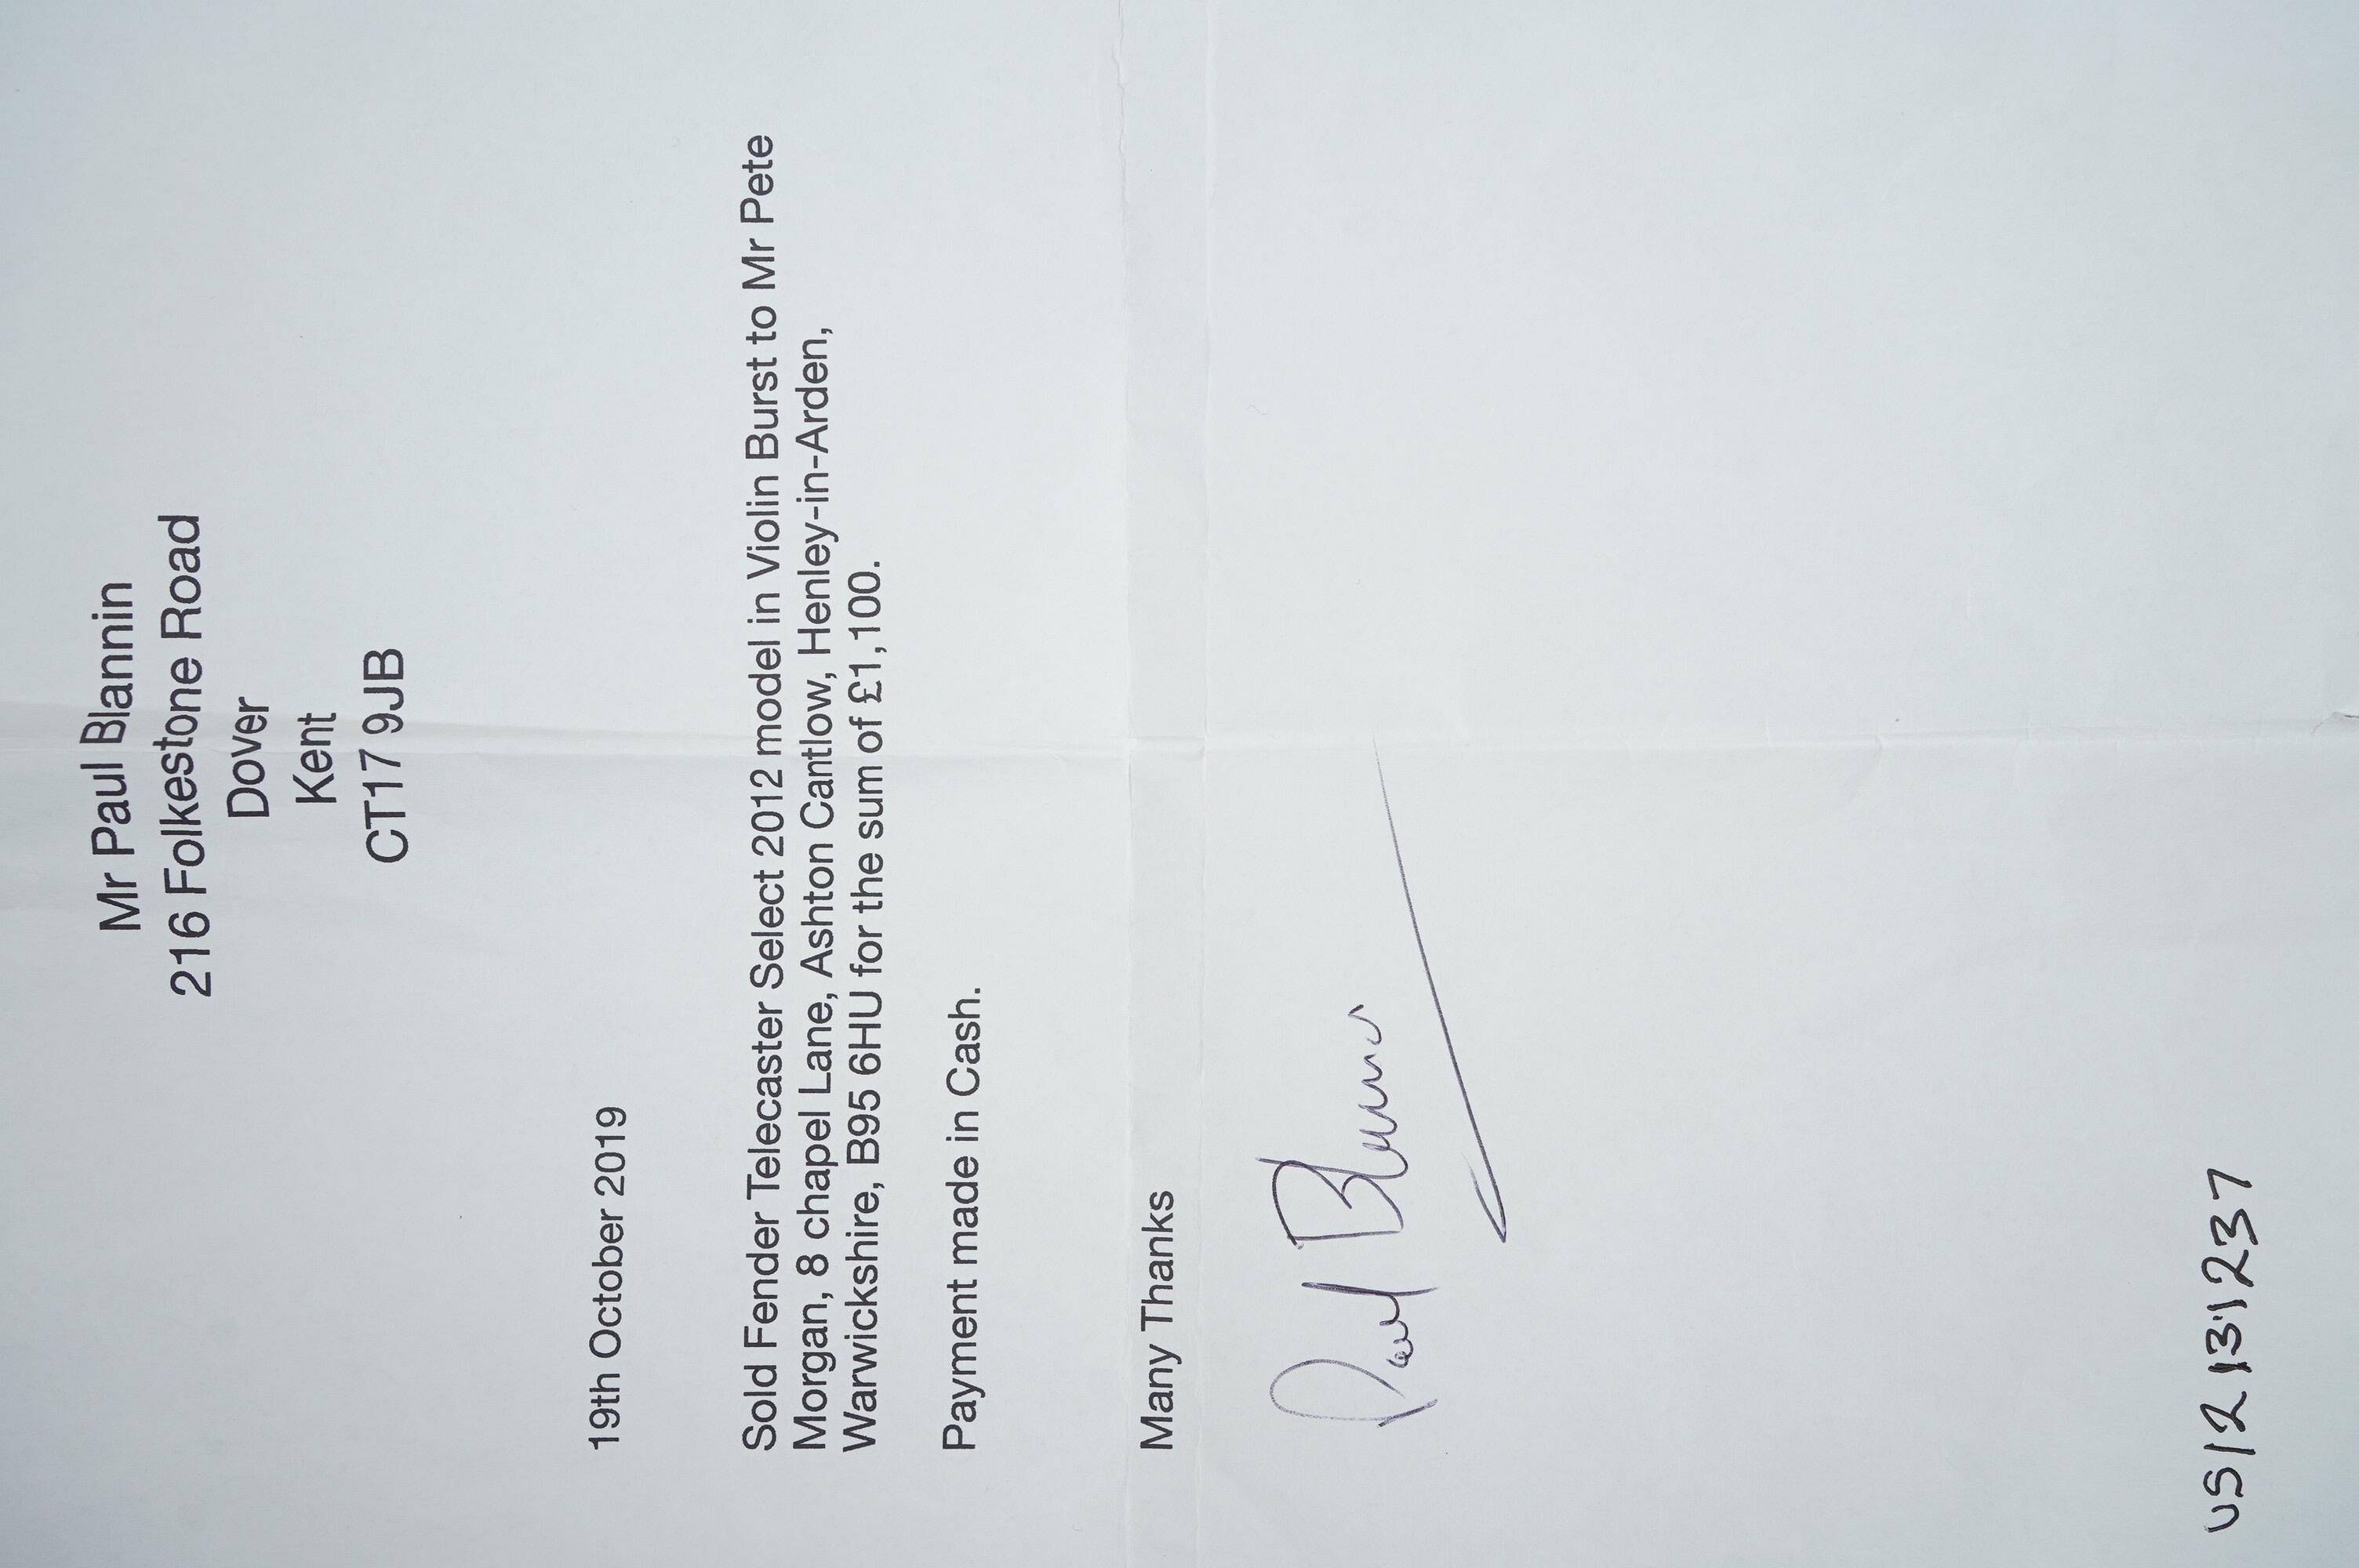 Mr Paul Blannin
216 Folkestone Road
Dover
Kent
CT17 9JB
19th October 2019
Sold Fender Telecaster Select 2012 model in Violin Burst to Mr Pete
Morgan, 8 chapel Lane, Ashton Cantlow, Henley-in-Arden,
Warwickshire, B95 6HU for the sum of £1,100.
Payment made in Cash.
Many Thanks
Paul Blannin
US12131237